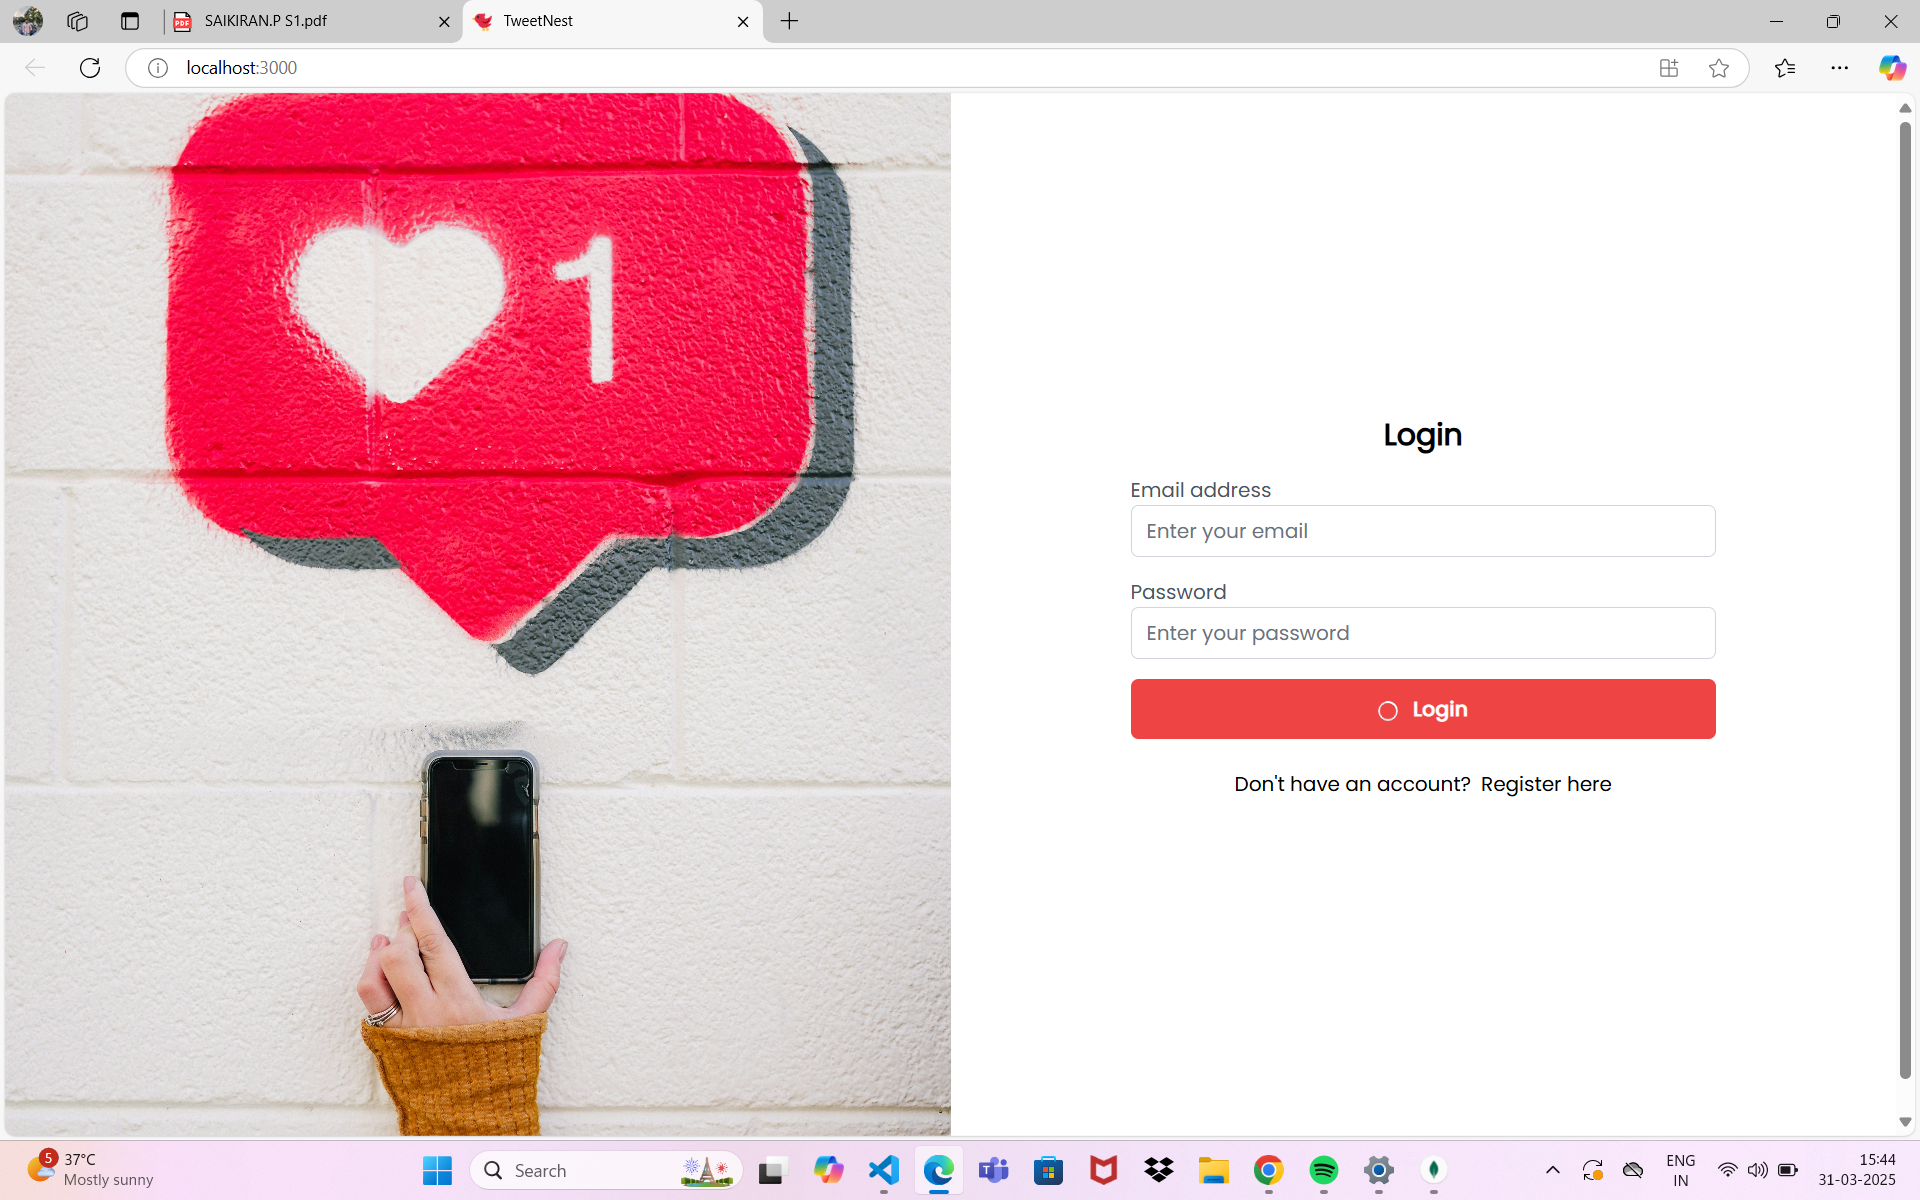 SAIKIRAN.P S1.pdf
TweetNest
localhost:3000
1
Login
Email address
Enter your email
Password
Enter your password
Login
Don't have an account? Register here
5
37°C
Mostly sunny
Search
ENG
IN
15:44
31-03-2025